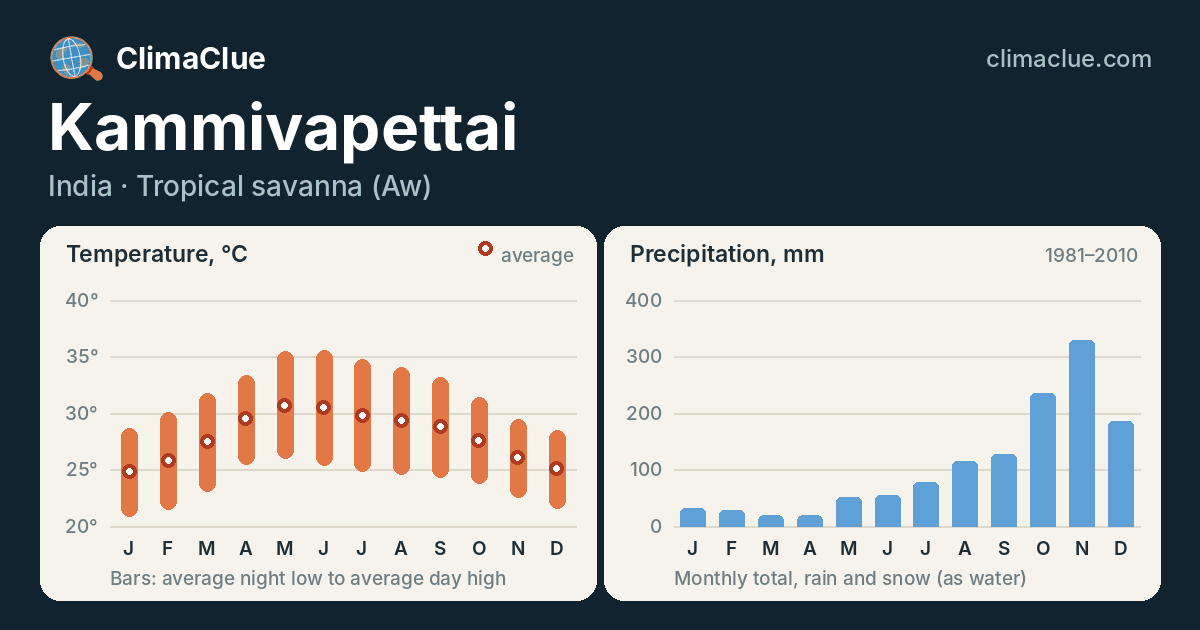 ClimaClue
climaclue.com
Kammivapettai
India · Tropical savanna (Aw)
Temperature, °C
average
40°
35°
30°
25°
20°
J F M A M J J A S O N D
Bars: average night low to average day high
Precipitation, mm
1981–2010
400
300
200
100
0
J F M A M J J A S O N D
Monthly total, rain and snow (as water)